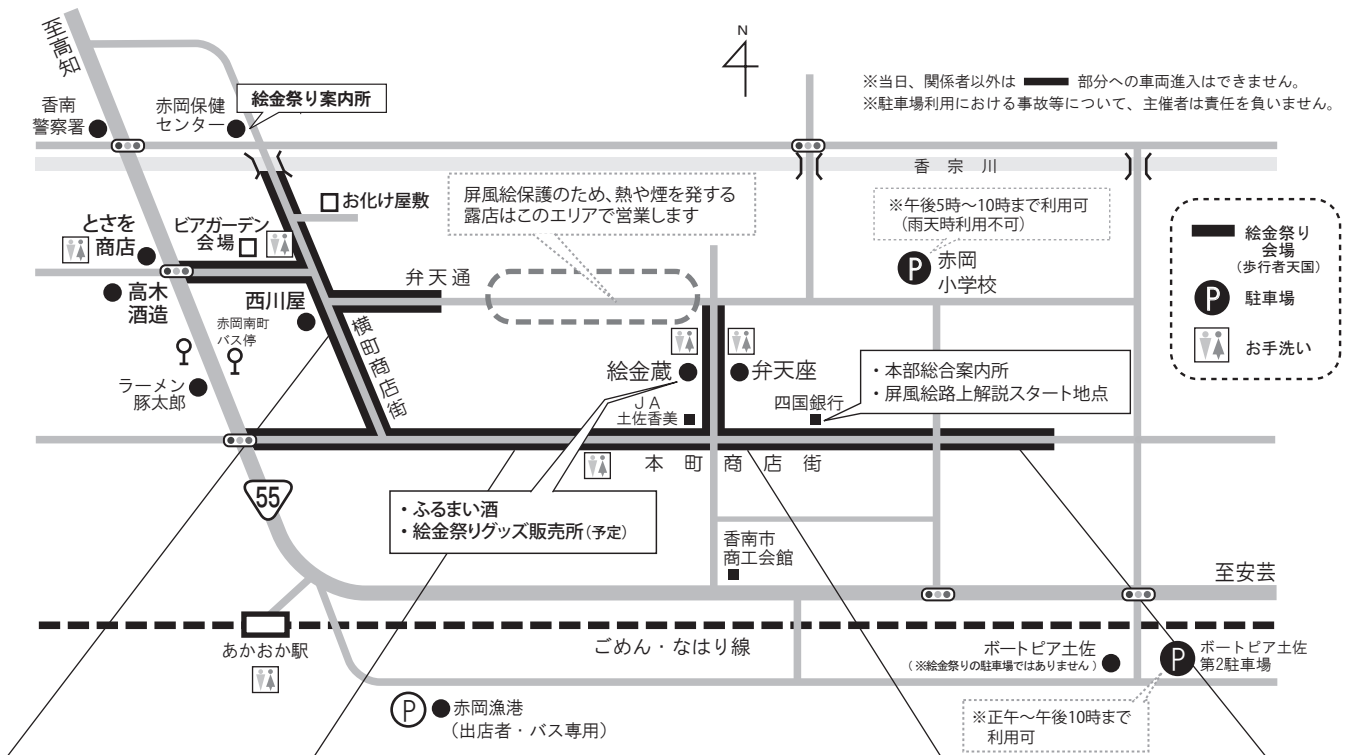 N
至高知
※当日、関係者以外は 部分への車両進入はできません。
※駐車場利用における事故等について、主催者は責任を負いません。
香南
警察署
赤岡保健
センター
絵金祭り案内所
香宗川
お化け屋敷
屏風絵保護のため、熱や煙を発する
露店はこのエリアで営業します
※午後5時〜10時まで利用可
(雨天時利用不可)
P
赤岡
小学校
絵金祭り
会場
(歩行者天国)
P
駐車場
お手洗い
とさを
商店
ビアガーデン
会場
弁天通
高木
酒造
西川屋
赤岡南町
バス停
横町商店街
ラーメン
豚太郎
絵金蔵
弁天座
JA
土佐香美
四国銀行
・本部総合案内所
・屏風絵路上解説スタート地点
本町商店街
55
・ふるまい酒
・絵金祭りグッズ販売所(予定)
香南市
商工会館
至安芸
あかおか駅
ごめん・なはり線
ボートピア土佐
(※絵金祭りの駐車場ではありません)
P
ボートピア土佐
第2駐車場
P
赤岡漁港
(出店者・バス専用)
※正午〜午後10時まで
利用可